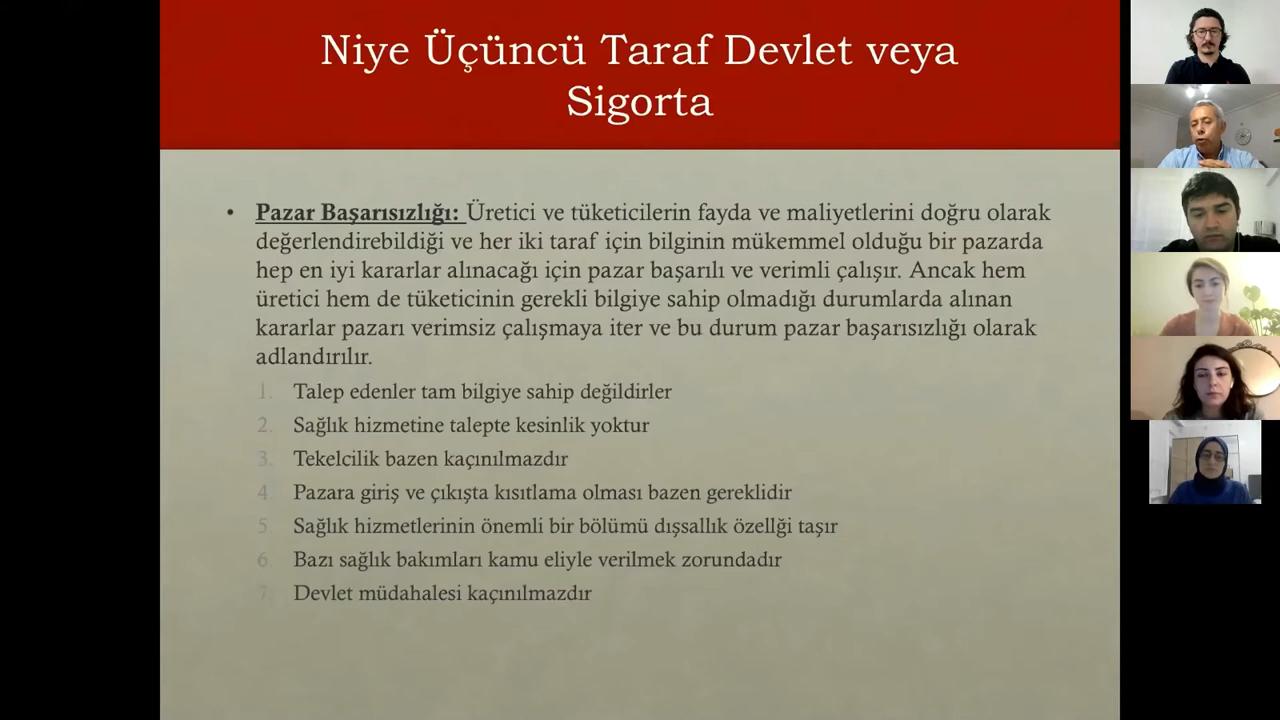 Niye Üçüncü Taraf Devlet veya
Sigorta
• Pazar Başarısızlığı: Üretici ve tüketicilerin fayda ve maliyetlerini doğru olarak
değerlendirebildiği ve her iki taraf için bilginin mükemmel olduğu bir pazarda
hep en iyi kararlar alınacağı için pazar başarılı ve verimli çalışır. Ancak hem
üretici hem de tüketicinin gerekli bilgiye sahip olmadığı durumlarda alınan
kararlar pazarı verimsiz çalışmaya iter ve bu durum pazar başarısızlığı olarak
adlandırılır.
1. Talep edenler tam bilgiye sahip değildirler
2. Sağlık hizmetine talepte kesinlik yoktur
3. Tekelcilik bazen kaçınılmazdır
4. Pazara giriş ve çıkışta kısıtlama olması bazen gereklidir
5. Sağlık hizmetlerinin önemli bir bölümü dışsallık özellği taşır
6. Bazı sağlık bakımları kamu eliyle verilmek zorundadır
7. Devlet müdahalesi kaçınılmazdır